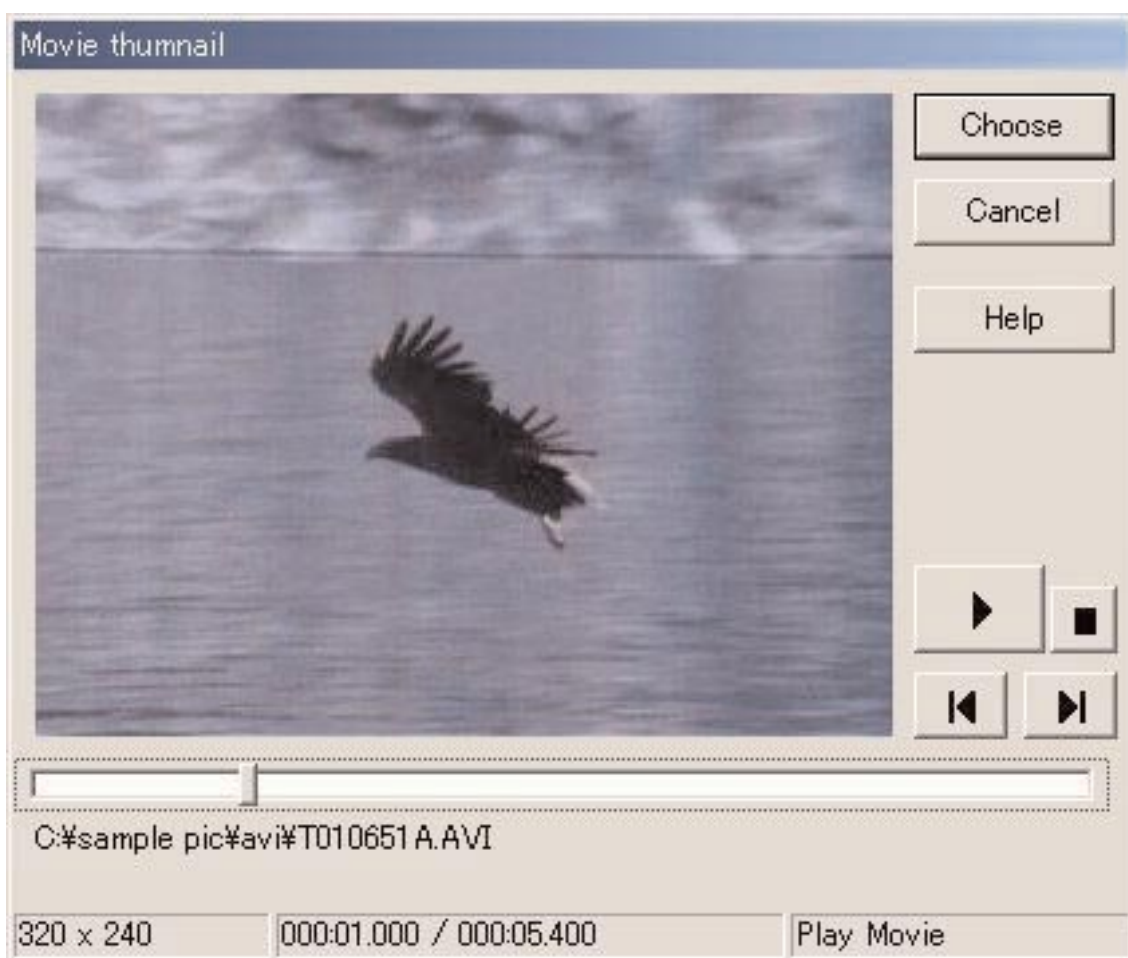 Movie thumnail
Choose
Cancel
Help
C:¥sample pic¥avi¥T010651A.AVI
320 x 240
000:01.000 / 000:05.400
Play Movie